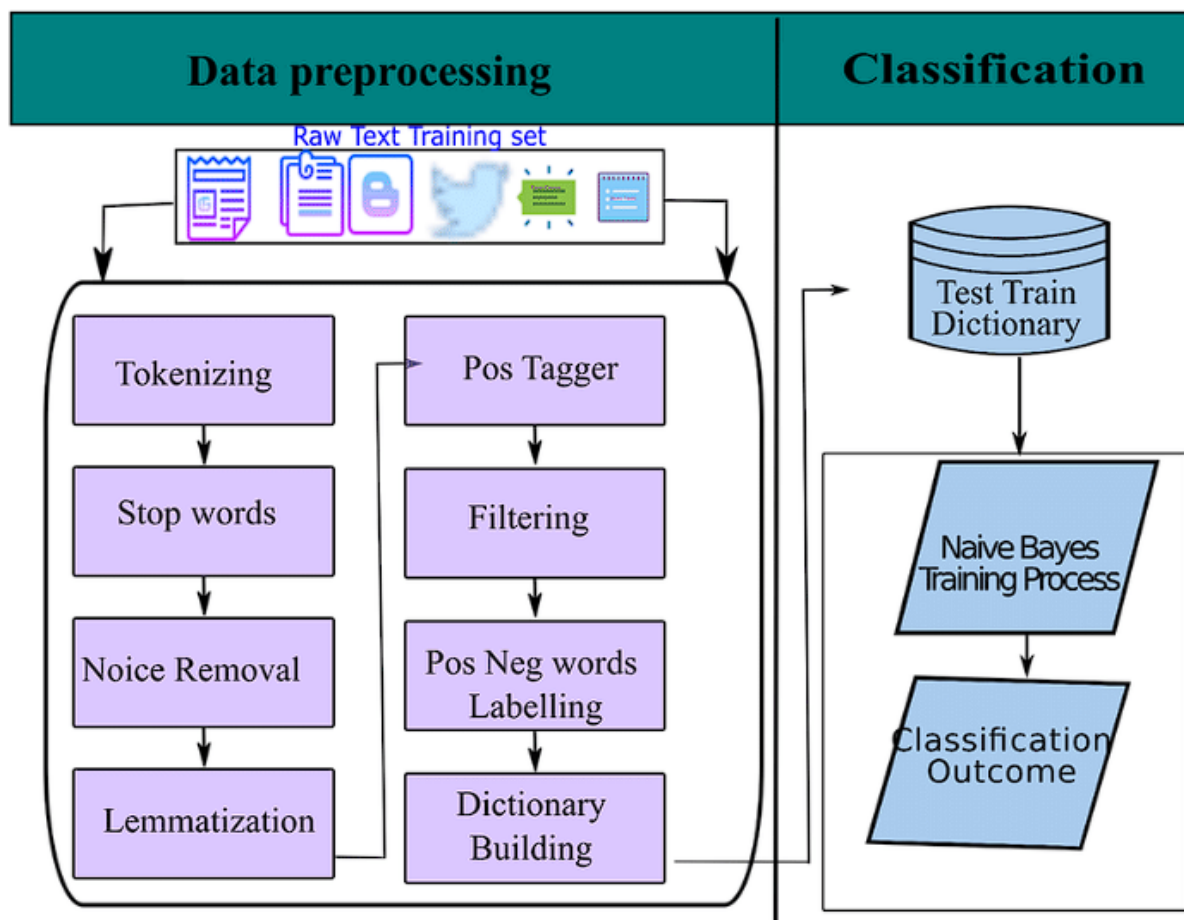 Data preprocessing
Classification
Raw Text Training set
Tokenizing
Stop words
Noice Removal
Lemmatization
Pos Tagger
Filtering
Pos Neg words
Labelling
Dictionary
Building
Test Train
Dictionary
Naive Bayes
Training Process
Classification
Outcome